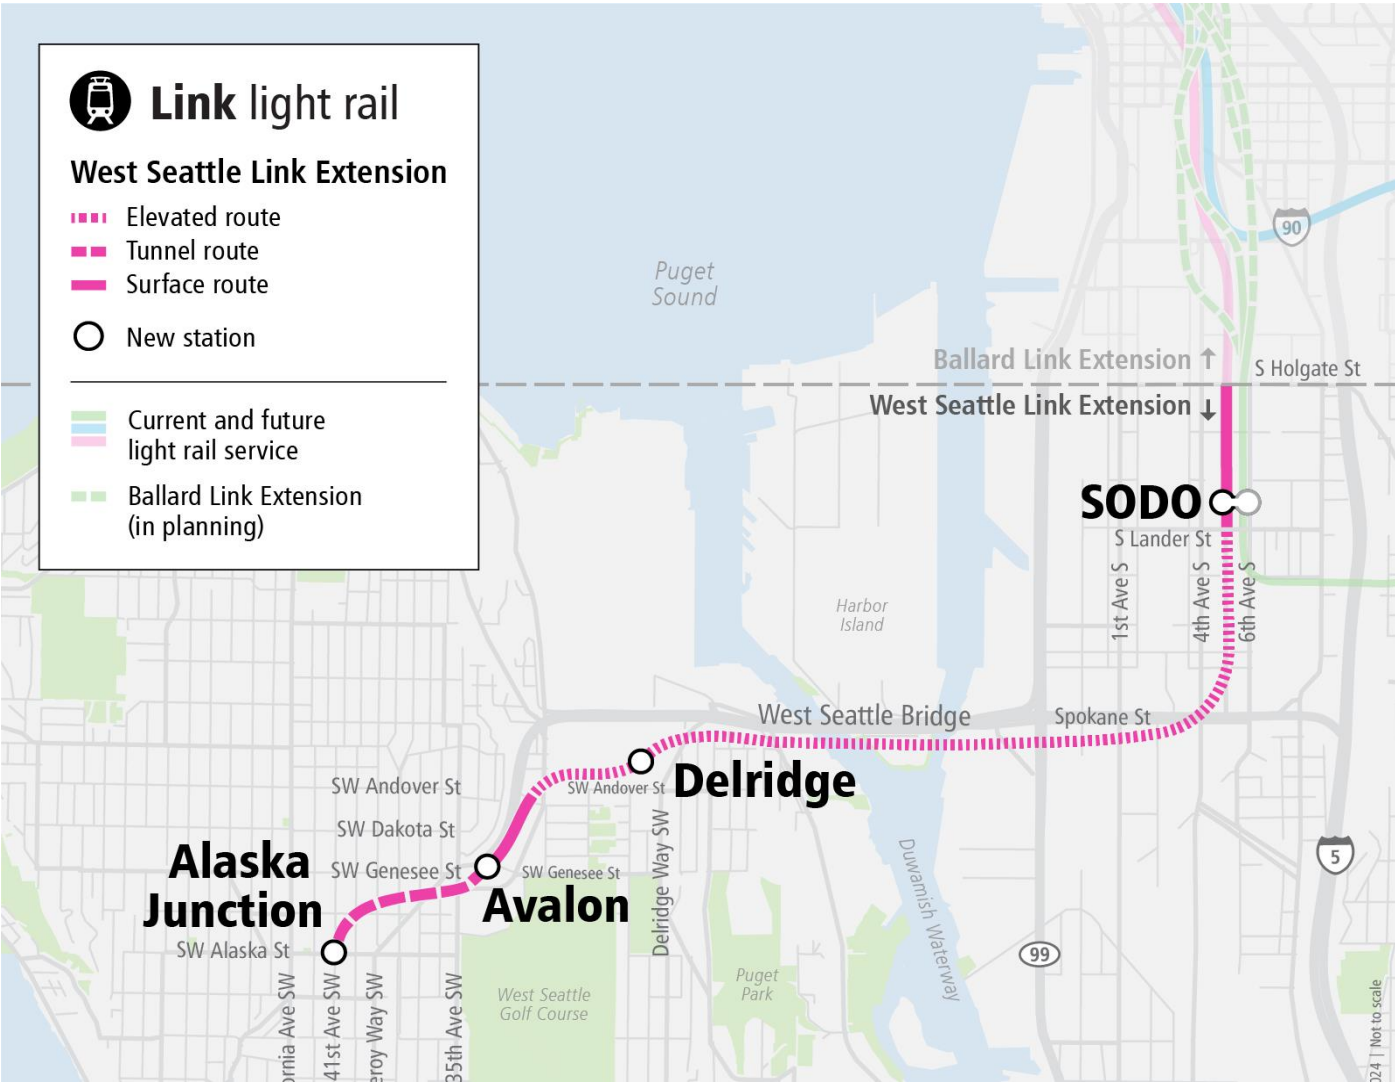 Link light rail
West Seattle Link Extension
Elevated route
Tunnel route
Surface route
New station
Current and future
light rail service
Ballard Link Extension
(in planning)
Puget
Sound
90
Ballard Link Extension ↑
S Holgate St
West Seattle Link Extension ↓
SODO
S Lander St
1st Ave S
4th Ave S
6th Ave S
Harbor
Island
West Seattle Bridge
Spokane St
Delridge
SW Andover St
SW Andover St
SW Dakota St
SW Genesee St
SW Genesee St
Alaska
Junction
Avalon
Delridge Way SW
Duwamish Waterway
5
SW Alaska St
99
West Seattle
Golf Course
Puget
Park
Ave SW
41st Ave SW
Way SW
35th Ave SW
| Not to scale